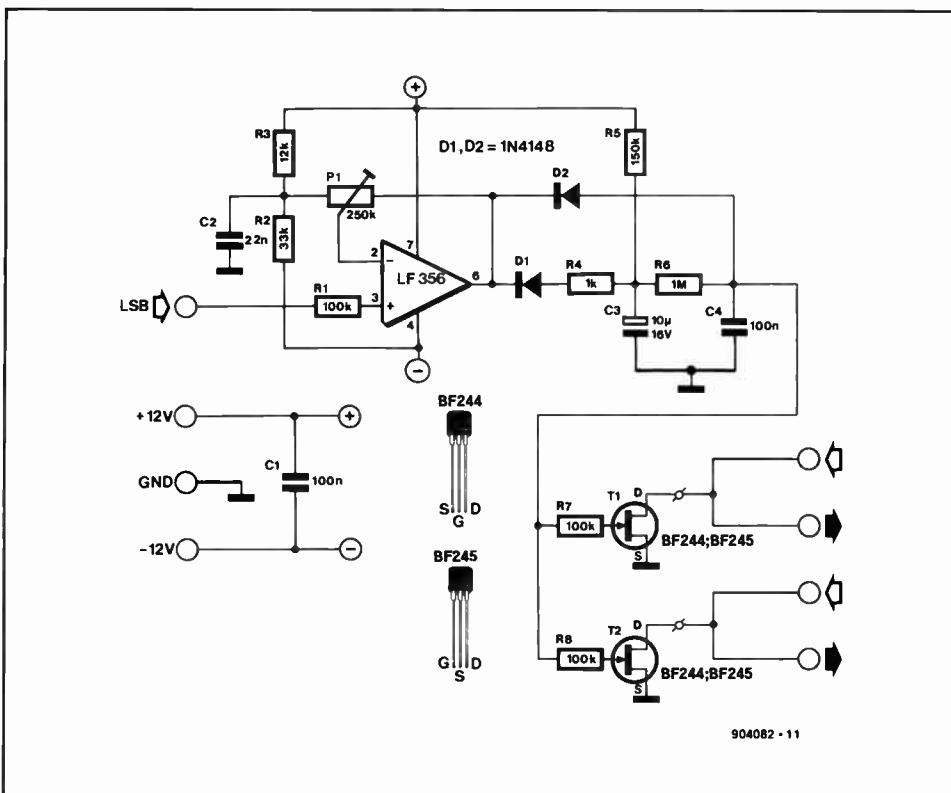 +
R3
12k
D1, D2 = 1N4148
R5
150k
P1
250k
D2
C2
22n
R2
33k
2
7
LF 356
6
D1
R4
1k
R6
1M
LSB
R1
100k
3
+
4
C3
10μ
16V
C4
100n
−
+12V
+
C1
100n
GND
−12V
−
BF244
S
G
D
BF245
G
S
D
R7
100k
T1
D
S
BF244;BF245
R8
100k
T2
D
S
BF244;BF245
904082 - 11